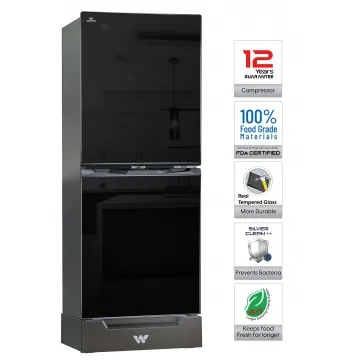 12
Years
GUARANTEE
Compressor
100%
Food Grade
Materials
FDA CERTIFIED
Real
Tempered Glass
More Durable
SILVER
CLEAN ++
Prevents Bacteria
Keeps food
Fresh for longer
W